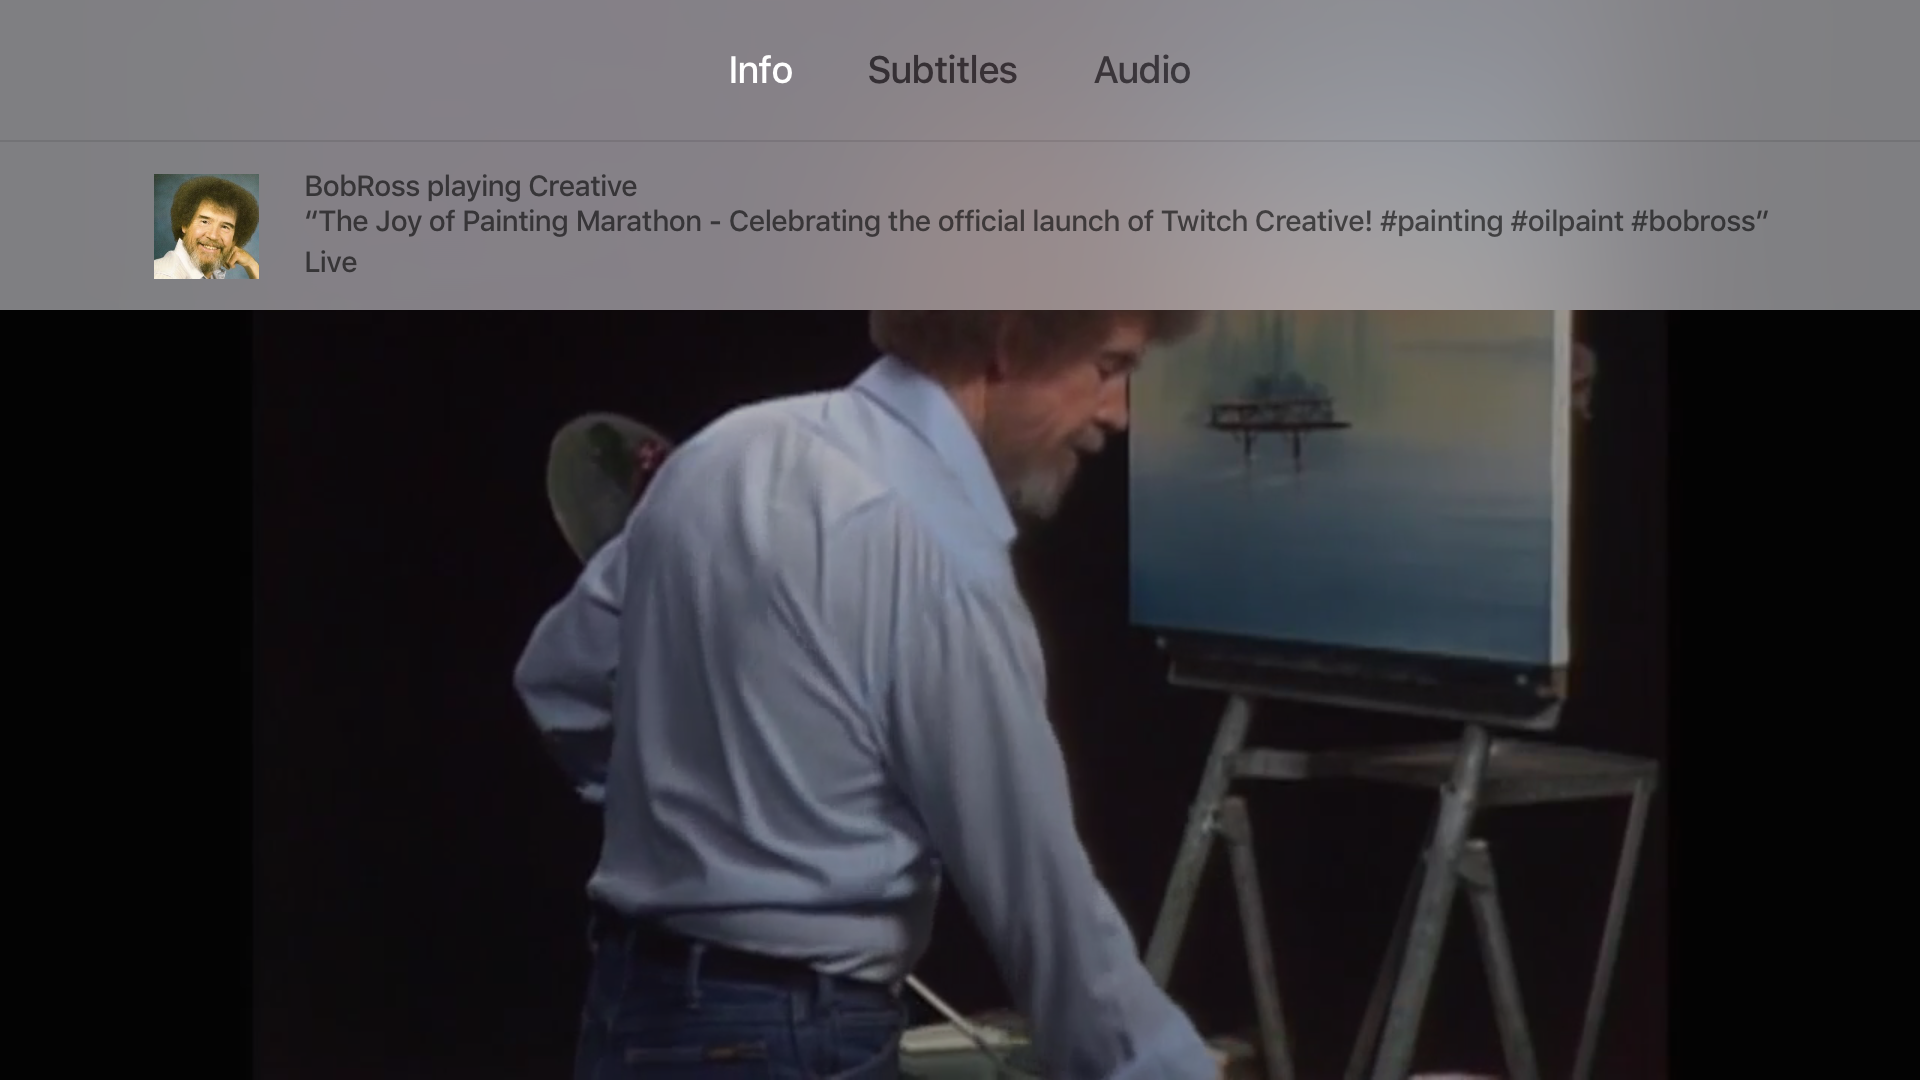 Info Subtitles Audio
BobRoss playing Creative
“The Joy of Painting Marathon - Celebrating the official launch of Twitch Creative! #painting #oilpaint #bobross”
Live